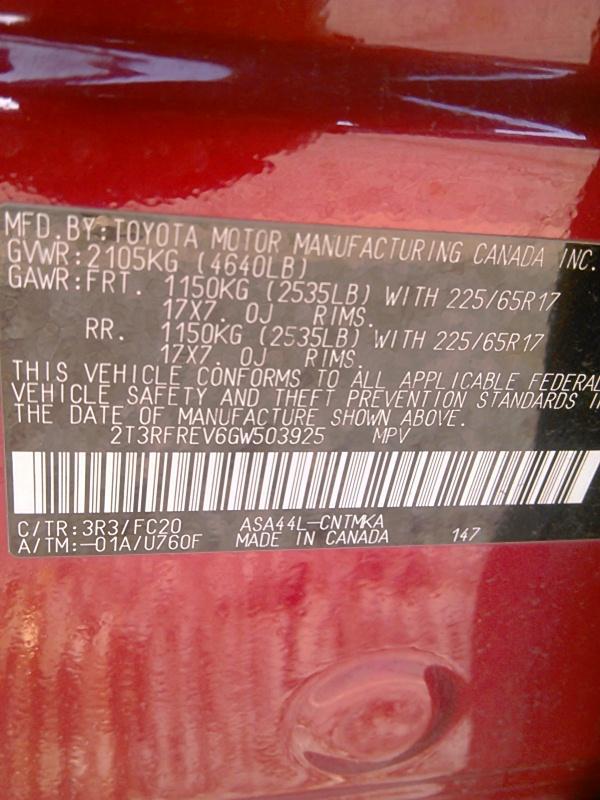 MFD.BY:TOYOTA MOTOR MANUFACTURING CANADA INC.
GVWR:2105KG (4640LB)
GAWR:FRT. 1150KG (2535LB) WITH 225/65R17
17X7.0J RIMS.
RR. 1150KG (2535LB) WITH 225/65R17
17X7.0J RIMS.
THIS VEHICLE CONFORMS TO ALL APPLICABLE FEDERAL
VEHICLE SAFETY AND THEFT PREVENTION STANDARDS IN
THE DATE OF MANUFACTURE SHOWN ABOVE.
2T3RFREV6GW503925 MPV
C/TR:3R3/FC20 ASA44L-CNTMKA
A/TM:-01A/U760F MADE IN CANADA 147